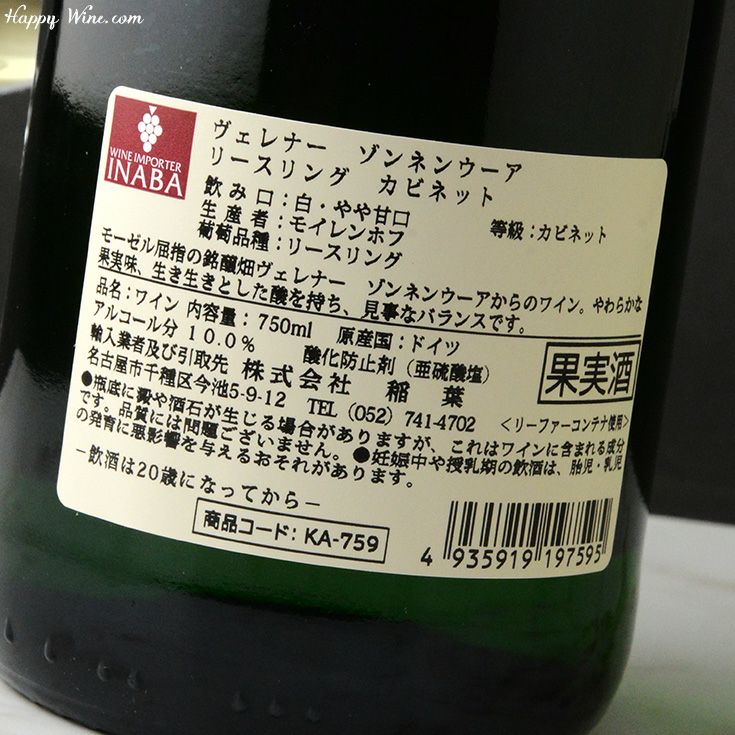 Happy Wine.com
WINE IMPORTER
INABA
ヴェレナー ゾンネンウーア
リースリング カビネット
飲み口：白・やや甘口
生産者：モイレンホフ 等級：カビネット
葡萄品種：リースリング
モーゼル屈指の銘醸畑ヴェレナー ゾンネンウーアからのワイン。やわらかな
果実味、生き生きとした酸を持ち、見事なバランスです。
品名：ワイン 内容量：750ml 原産国：ドイツ
アルコール分 10.0% 酸化防止剤（亜硫酸塩）
果実酒
輸入業者及び引取先 株式会社 稲葉
名古屋市千種区今池5-9-12 TEL (052) 741-4702 <リーファーコンテナ使用>
●瓶底に澱や酒石が生じる場合がありますが、これはワインに含まれる成分
です。品質には問題ございません。●妊娠中や授乳期の飲酒は、胎児・乳児
の発育に悪影響を与えるおそれがあります。
－飲酒は20歳になってから－
商品コード：KA-759
4 935919 197595